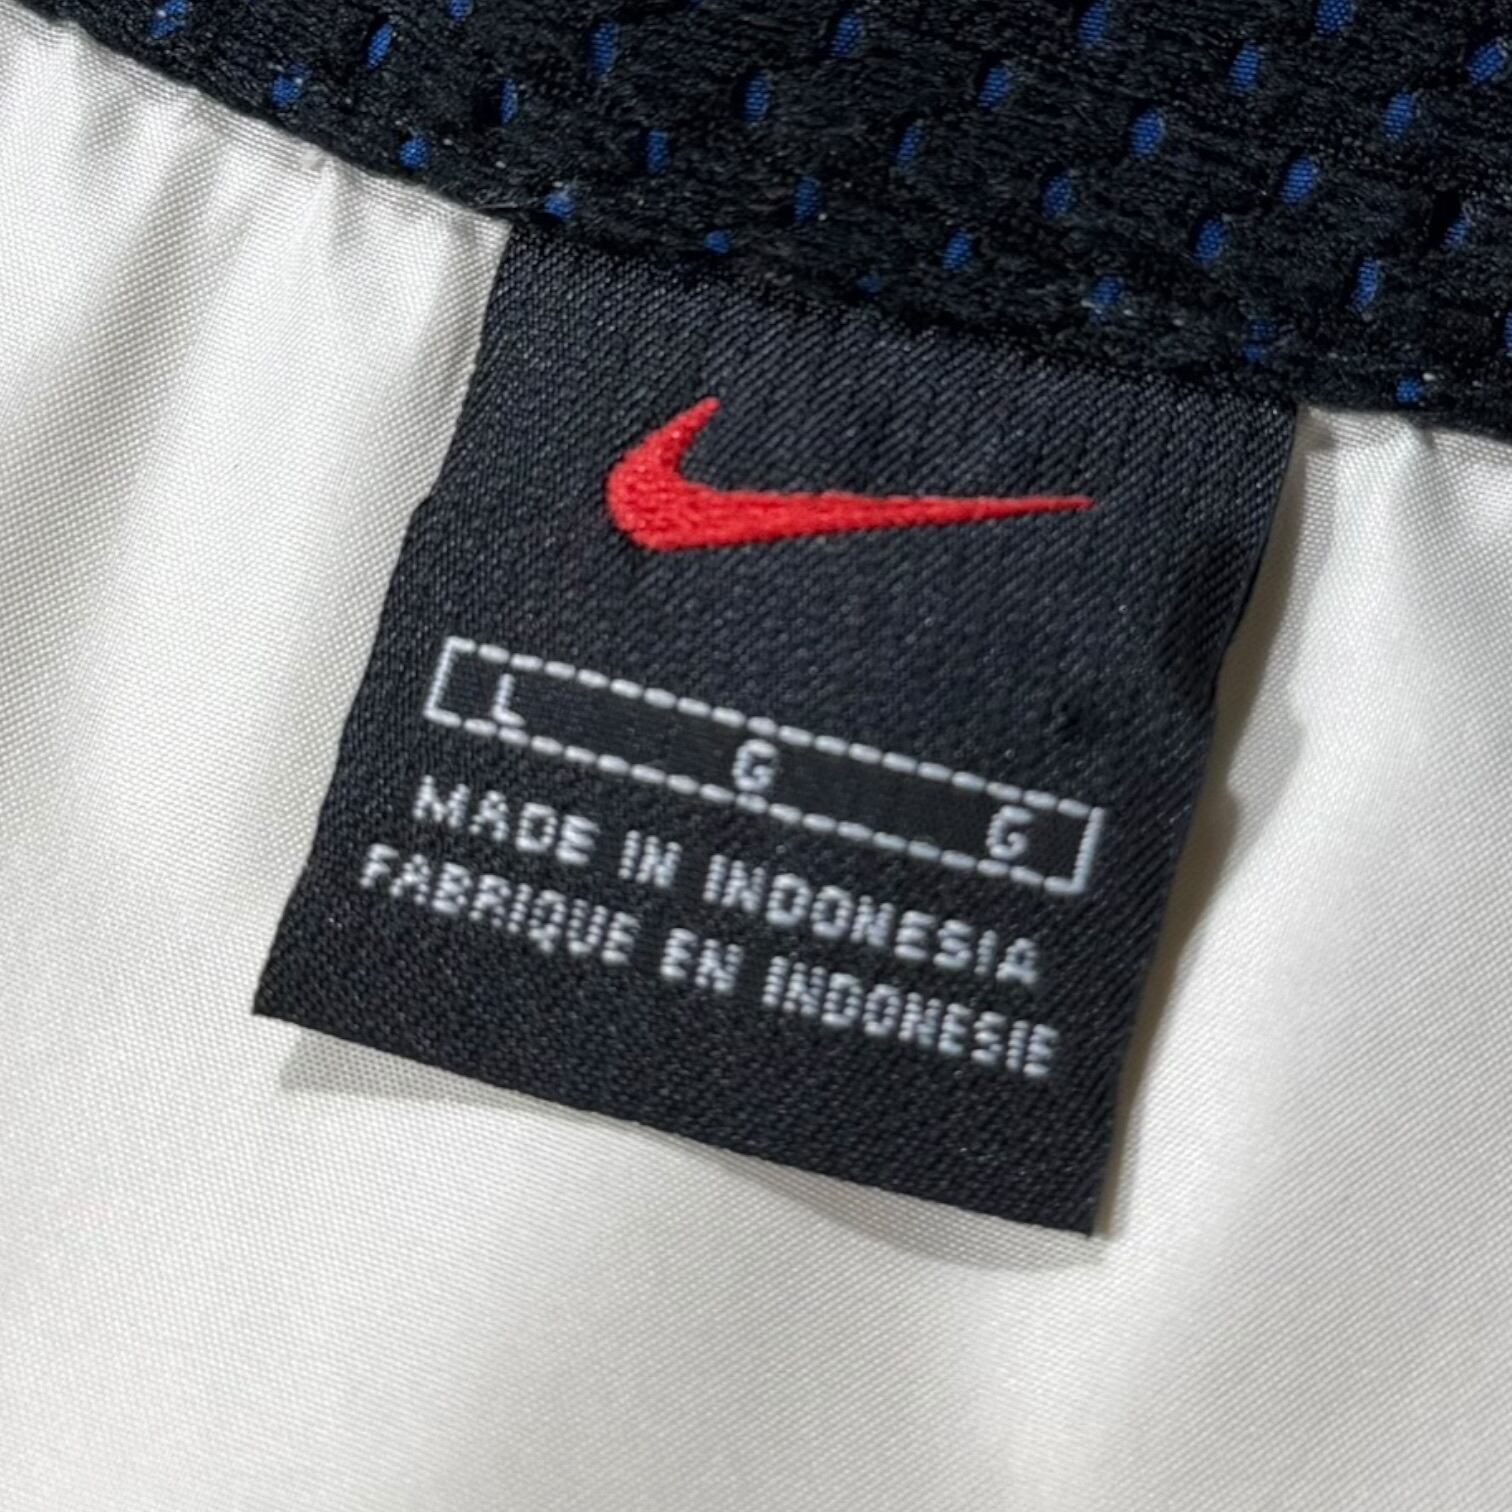 L G G
MADE IN INDONESIA
FABRIQUE EN INDONESIE